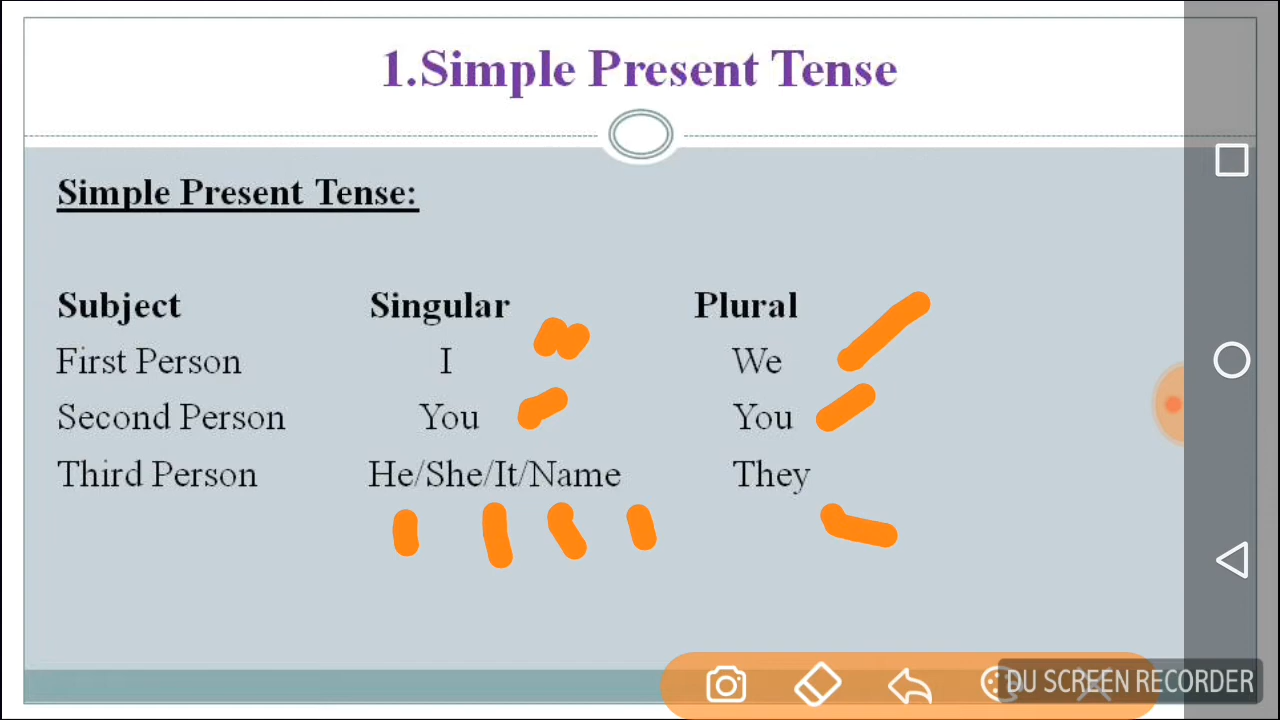 1.Simple Present Tense
Simple Present Tense:
Subject Singular Plural
First Person I We
Second Person You You
Third Person He/She/It/Name They
DU SCREEN RECORDER